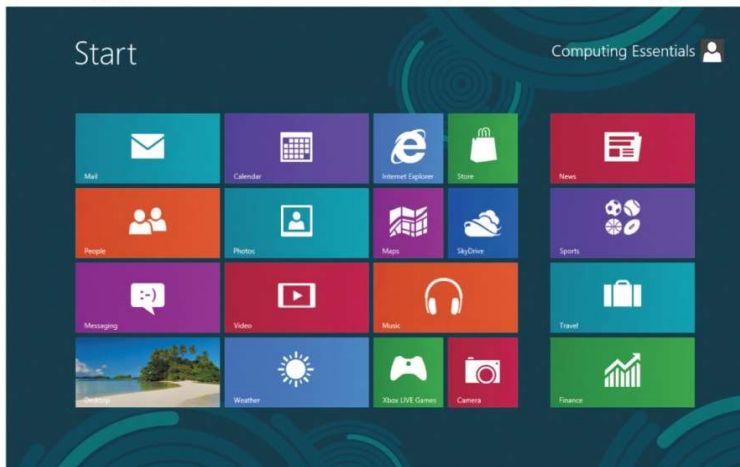 Start
Computing Essentials
Mail
Calendar
Internet Explorer
Store
News
People
Photos
Maps
SkyDrive
Sports
Messaging
Video
Music
Travel
Desktop
Weather
Xbox LIVE Games
Camera
Finance